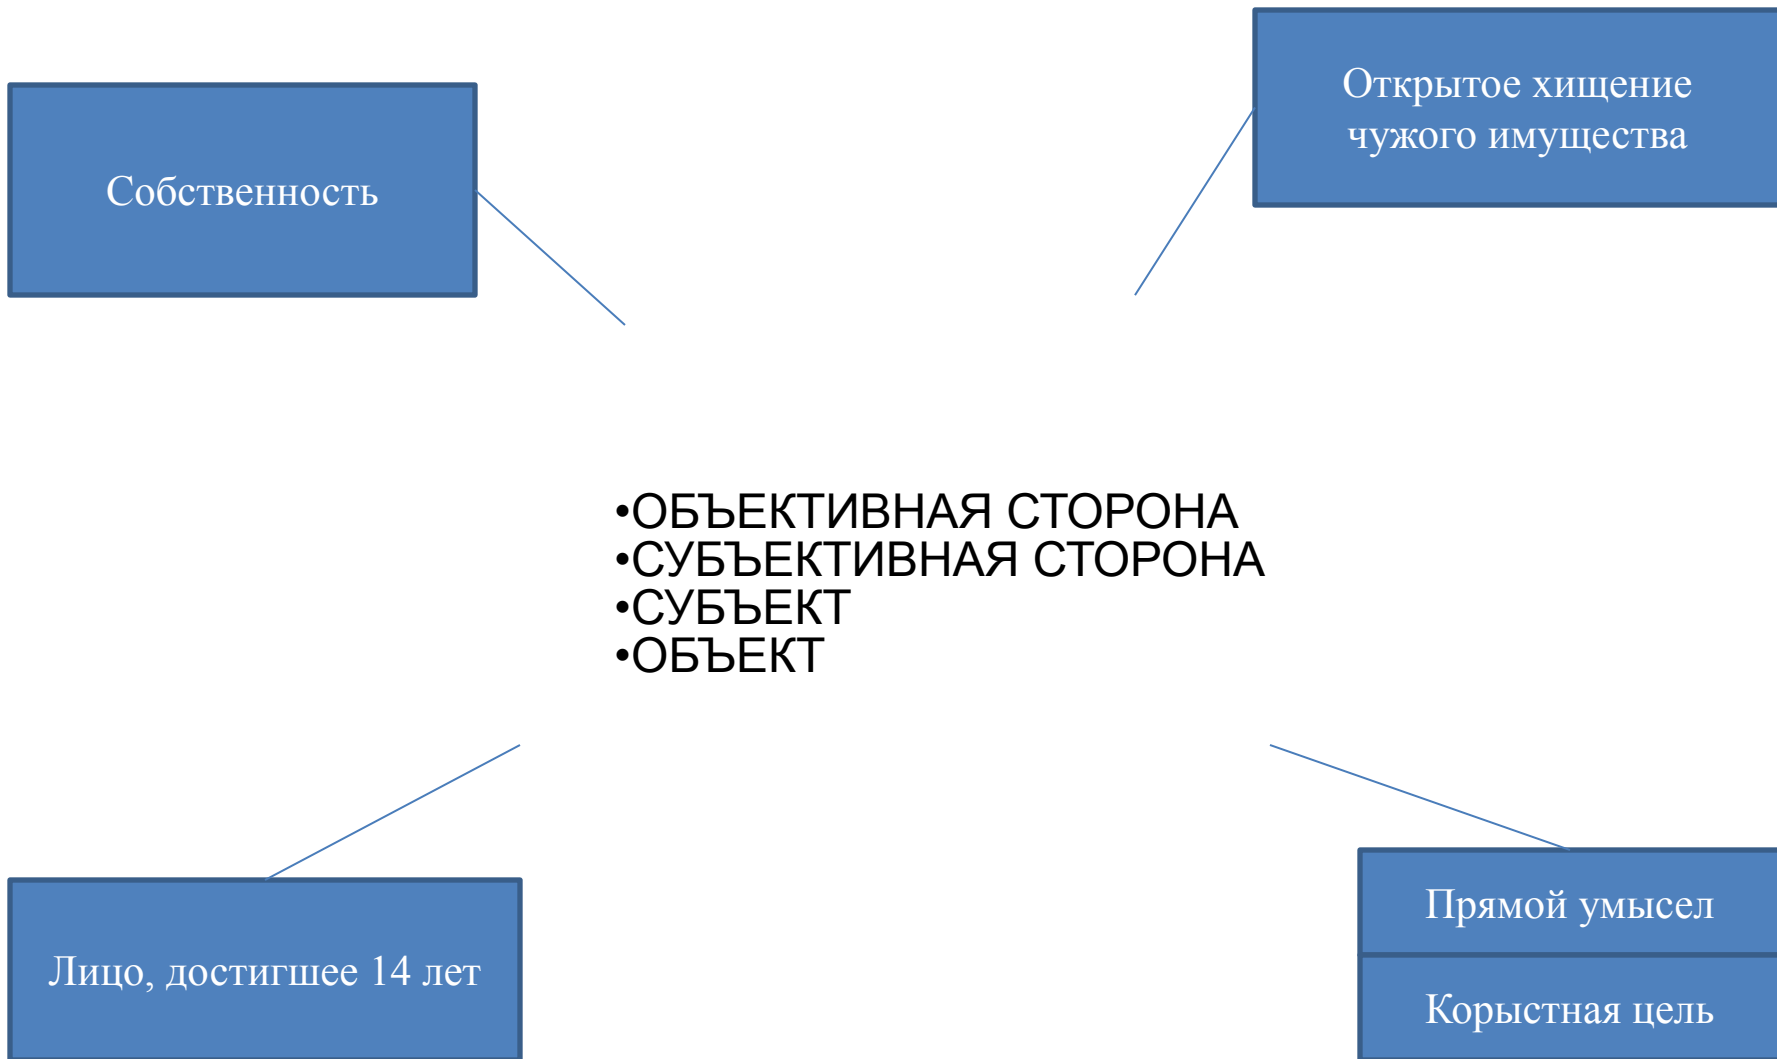 Собственность
Открытое хищение
чужого имущества
•ОБЪЕКТИВНАЯ СТОРОНА
•СУБЪЕКТИВНАЯ СТОРОНА
•СУБЪЕКТ
•ОБЪЕКТ
Лицо, достигшее 14 лет
Прямой умысел
Корыстная цель